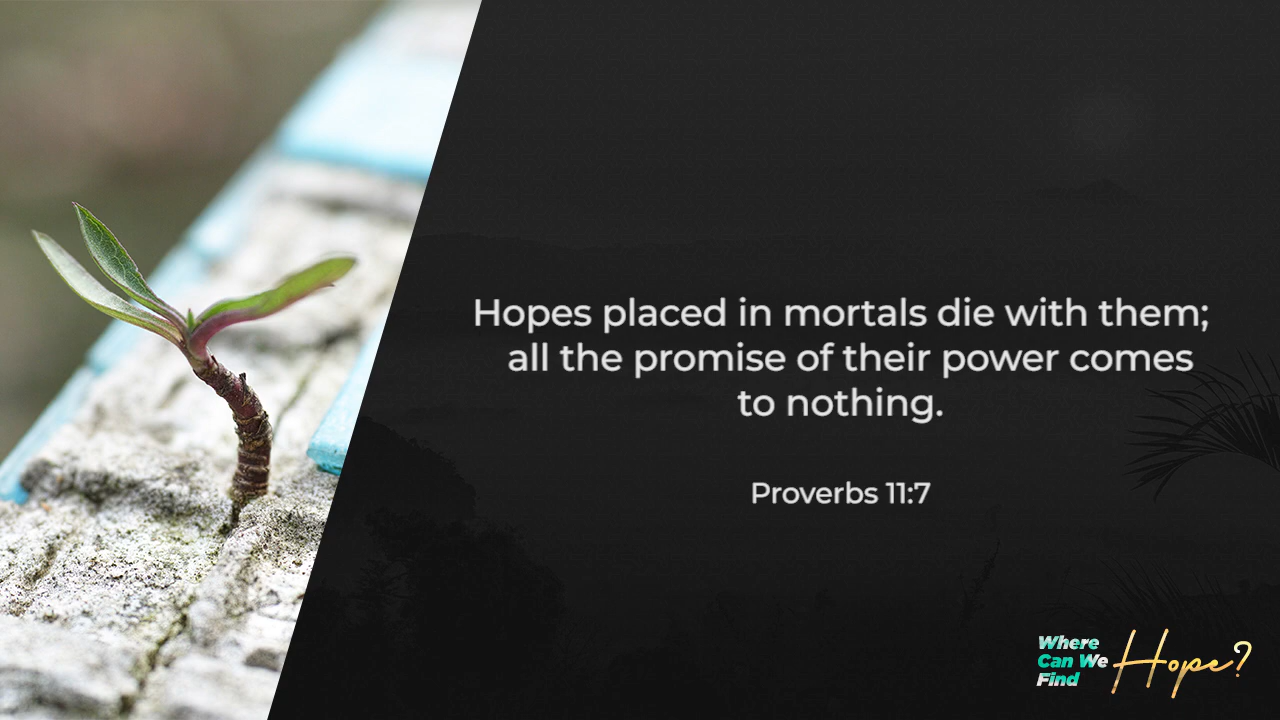 Hopes placed in mortals die with them;
all the promise of their power comes
to nothing.
Proverbs 11:7
Where
Can We
Find
Hope?